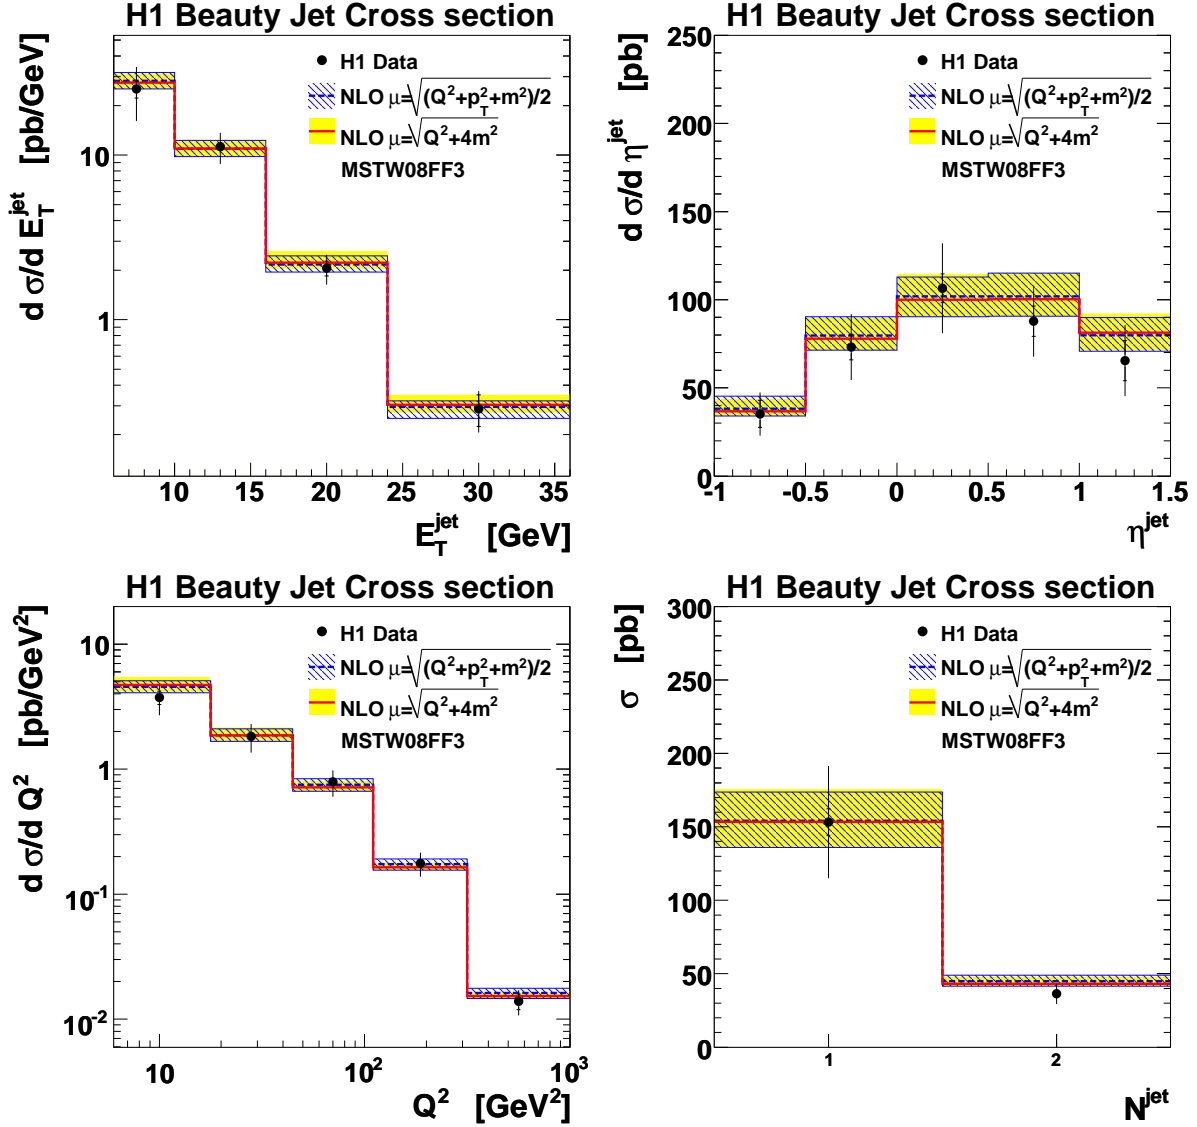 H1 Beauty Jet Cross section
d σ/d E_T^jet [pb/GeV]
H1 Data
NLO μ=√(Q²+p_T²+m²)/2
NLO μ=√Q²+4m²
MSTW08FF3
10
1
10 15 20 25 30 35
E_T^jet [GeV]
H1 Beauty Jet Cross section
d σ/d η^jet [pb]
H1 Data
NLO μ=√(Q²+p_T²+m²)/2
NLO μ=√Q²+4m²
MSTW08FF3
250
200
150
100
50
0
-1 -0.5 0 0.5 1 1.5
η^jet
H1 Beauty Jet Cross section
d σ/d Q² [pb/GeV²]
H1 Data
NLO μ=√(Q²+p_T²+m²)/2
NLO μ=√Q²+4m²
MSTW08FF3
10
1
10⁻¹
10⁻²
10 10² 10³
Q² [GeV²]
H1 Beauty Jet Cross section
σ [pb]
H1 Data
NLO μ=√(Q²+p_T²+m²)/2
NLO μ=√Q²+4m²
MSTW08FF3
300
250
200
150
100
50
0
1 2
N^jet